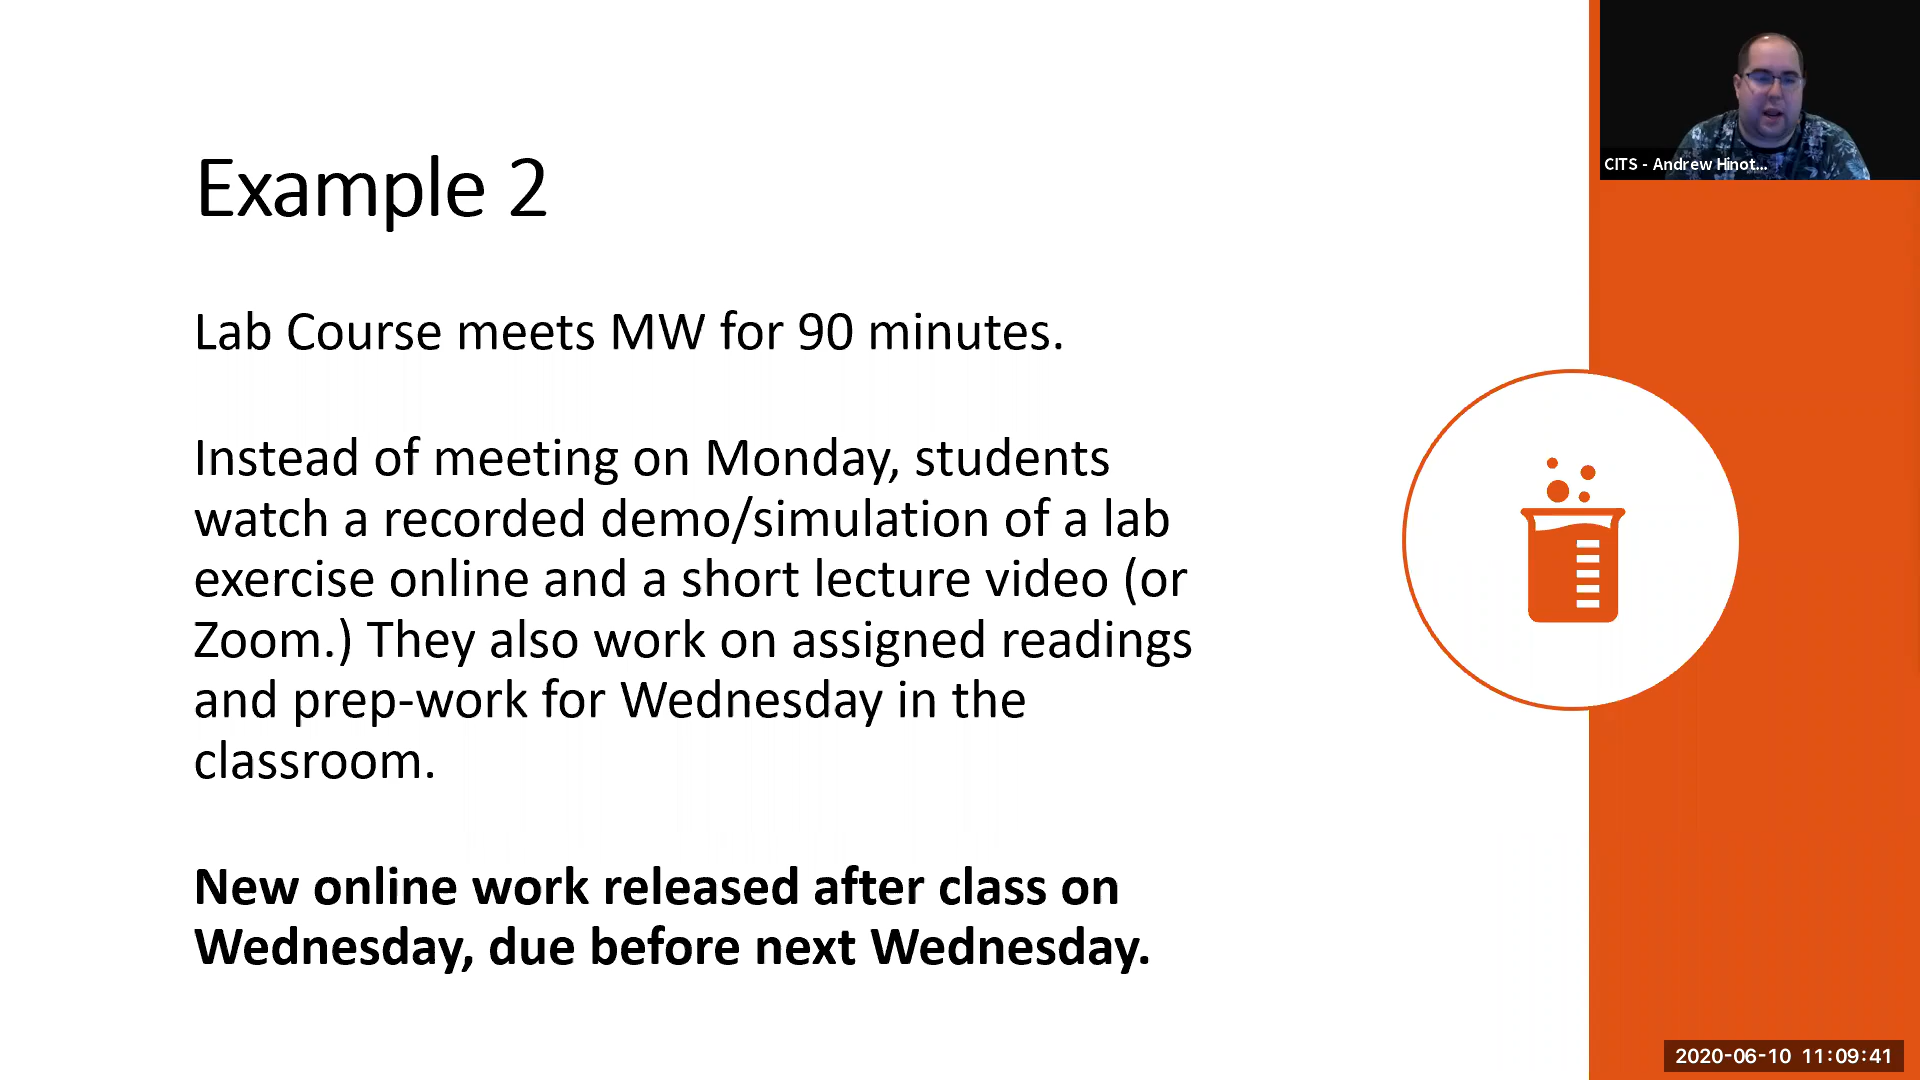 CITS - Andrew Hinot...
Example 2
Lab Course meets MW for 90 minutes.
Instead of meeting on Monday, students
watch a recorded demo/simulation of a lab
exercise online and a short lecture video (or
Zoom.) They also work on assigned readings
and prep-work for Wednesday in the
classroom.
New online work released after class on
Wednesday, due before next Wednesday.
2020-06-10 11:09:41